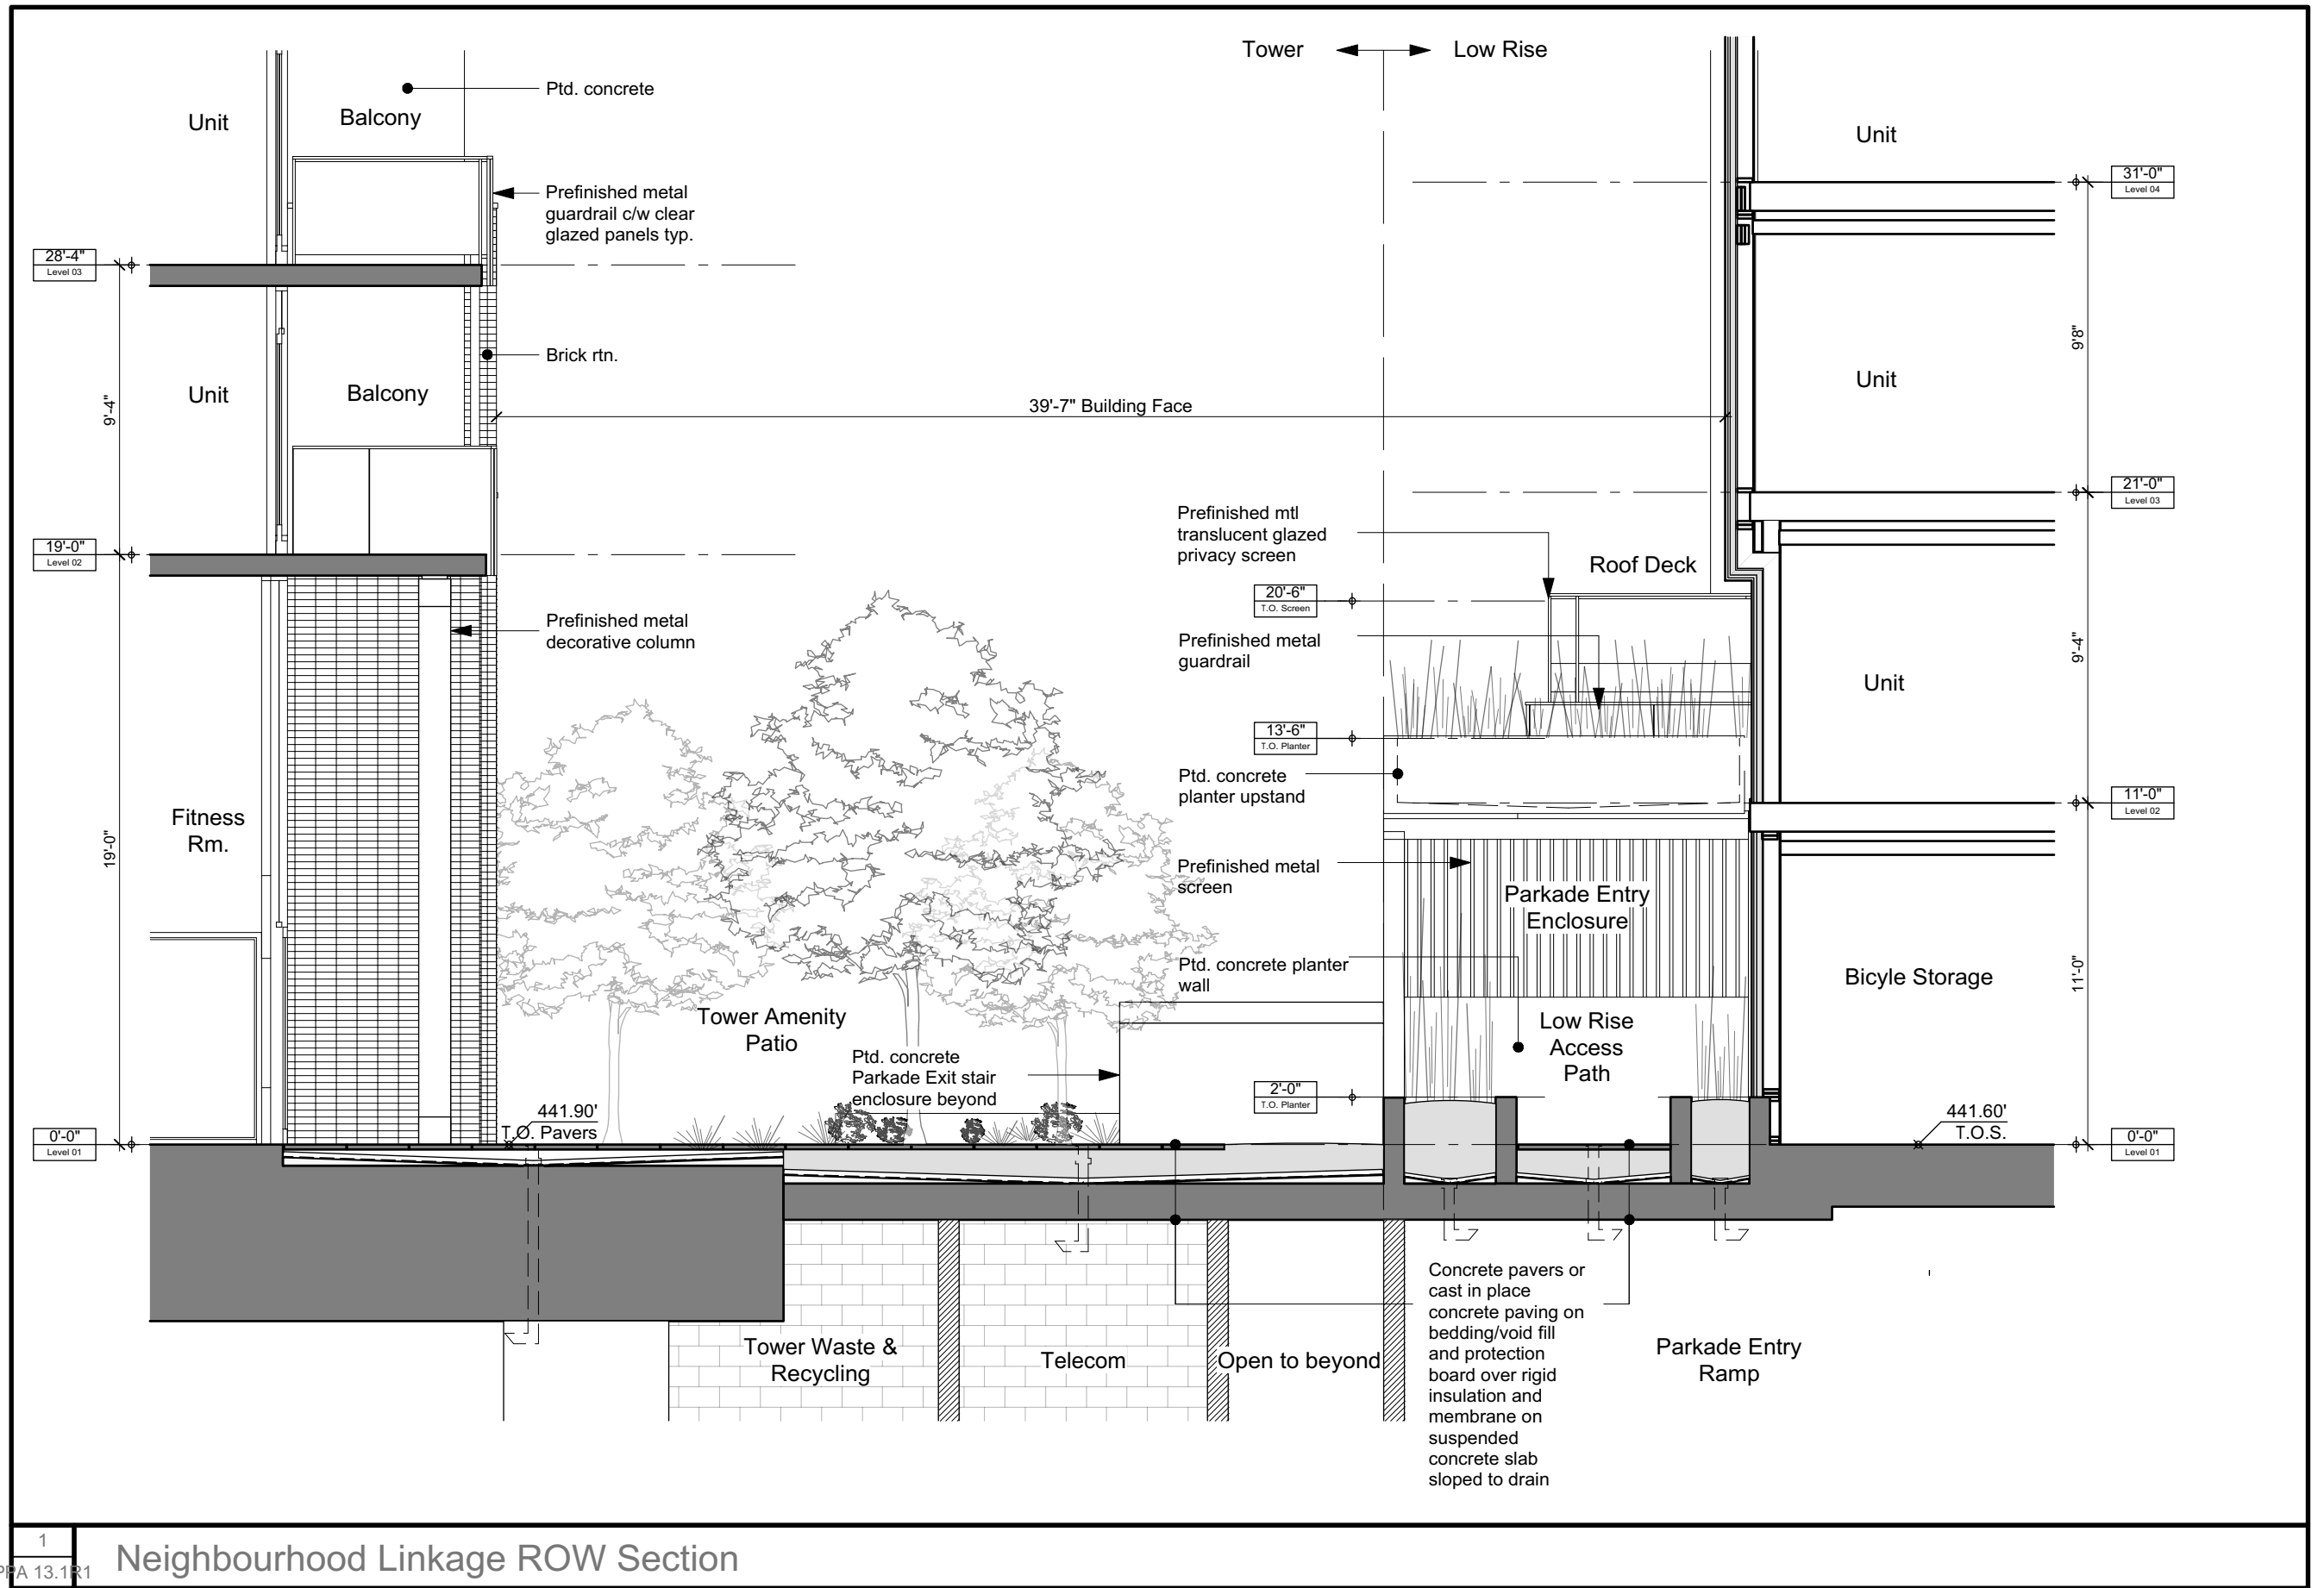 Tower
Low Rise
Ptd. concrete
Unit
Balcony
Unit
Prefinished metal
guardrail c/w clear
glazed panels typ.
31'-0"
Level 04
28'-4"
Level 03
9'8"
Brick rtn.
Unit
Balcony
Unit
9'-4"
39'-7" Building Face
21'-0"
Level 03
Prefinished mtl
translucent glazed
privacy screen
19'-0"
Level 02
Roof Deck
20'-6"
T.O. Screen
Prefinished metal
decorative column
Prefinished metal
guardrail
9'-4"
Unit
13'-6"
T.O. Planter
Ptd. concrete
planter upstand
11'-0"
Level 02
Fitness
Rm.
19'-0"
Prefinished metal
screen
Parkade Entry
Enclosure
Ptd. concrete planter
wall
Bicyle Storage
11'-0"
Tower Amenity
Patio
Low Rise
Access
Path
Ptd. concrete
Parkade Exit stair
enclosure beyond
2'-0"
T.O. Planter
441.90'
T.O. Pavers
441.60'
T.O.S.
0'-0"
Level 01
0'-0"
Level 01
Concrete pavers or
cast in place
concrete paving on
bedding/void fill
and protection
board over rigid
insulation and
membrane on
suspended
concrete slab
sloped to drain
Tower Waste &
Recycling
Telecom
Open to beyond
Parkade Entry
Ramp
1
PPA 13.1R1
Neighbourhood Linkage ROW Section